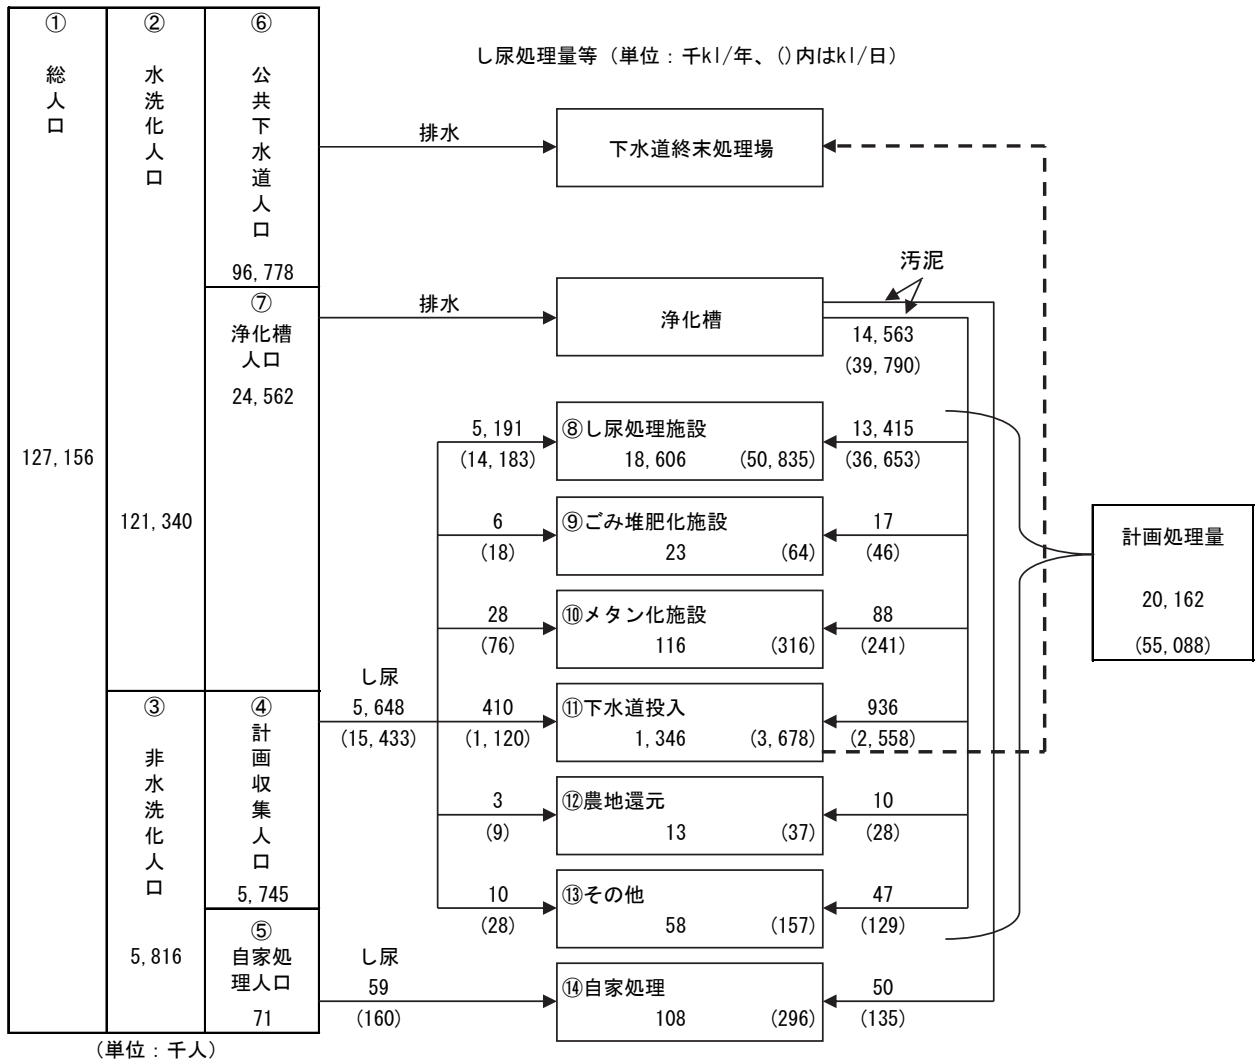 し尿処理量等（単位：千kl/年、()内はkl/日）
①
総人口
127,156
②
水洗化人口
121,340
⑥
公共下水道人口
96,778
⑦
浄化槽
人口
24,562
③
非水洗化人口
5,816
④
計画収集人口
5,745
⑤
自家処
理人口
71
（単位：千人）
排水
下水道終末処理場
排水
浄化槽
汚泥
14,563
(39,790)
し尿
5,648
(15,433)
5,191
(14,183)
⑧し尿処理施設
18,606 (50,835)
13,415
(36,653)
6
(18)
⑨ごみ堆肥化施設
23 (64)
17
(46)
28
(76)
⑩メタン化施設
116 (316)
88
(241)
410
(1,120)
⑪下水道投入
1,346 (3,678)
936
(2,558)
3
(9)
⑫農地還元
13 (37)
10
(28)
10
(28)
⑬その他
58 (157)
47
(129)
し尿
59
(160)
⑭自家処理
108 (296)
50
(135)
計画処理量
20,162
(55,088)